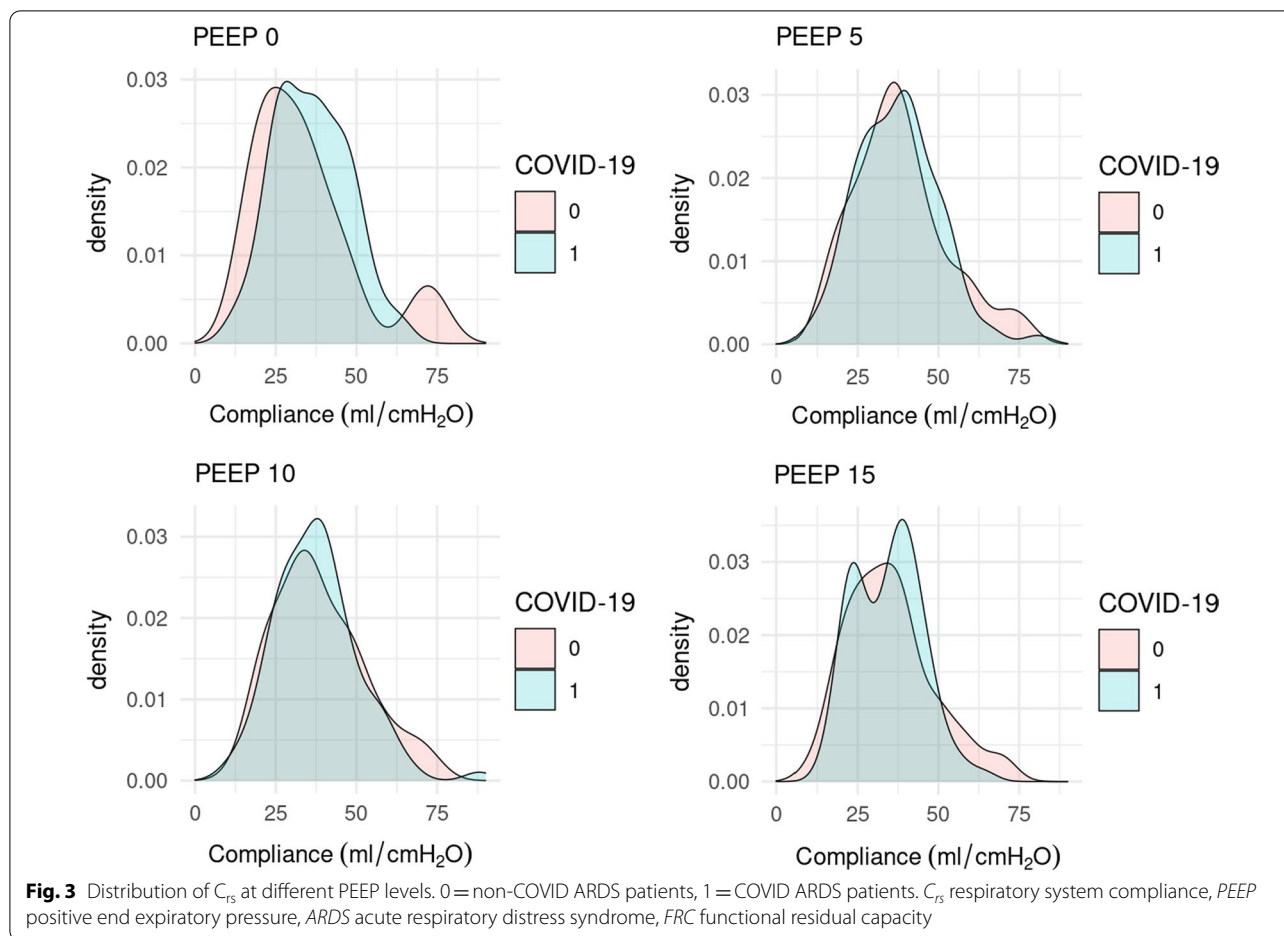 PEEP 0
0.03
0.02
0.01
0.00
density
0 25 50 75
Compliance (ml/cmH₂O)
COVID-19
0
1
PEEP 5
0.03
0.02
0.01
0.00
density
0 25 50 75
Compliance (ml/cmH₂O)
COVID-19
0
1
PEEP 10
0.03
0.02
0.01
0.00
density
0 25 50 75
Compliance (ml/cmH₂O)
COVID-19
0
1
PEEP 15
0.03
0.02
0.01
0.00
density
0 25 50 75
Compliance (ml/cmH₂O)
COVID-19
0
1
Fig. 3 Distribution of Crs at different PEEP levels. 0 = non-COVID ARDS patients, 1 = COVID ARDS patients. Crs respiratory system compliance, PEEP
positive end expiratory pressure, ARDS acute respiratory distress syndrome, FRC functional residual capacity